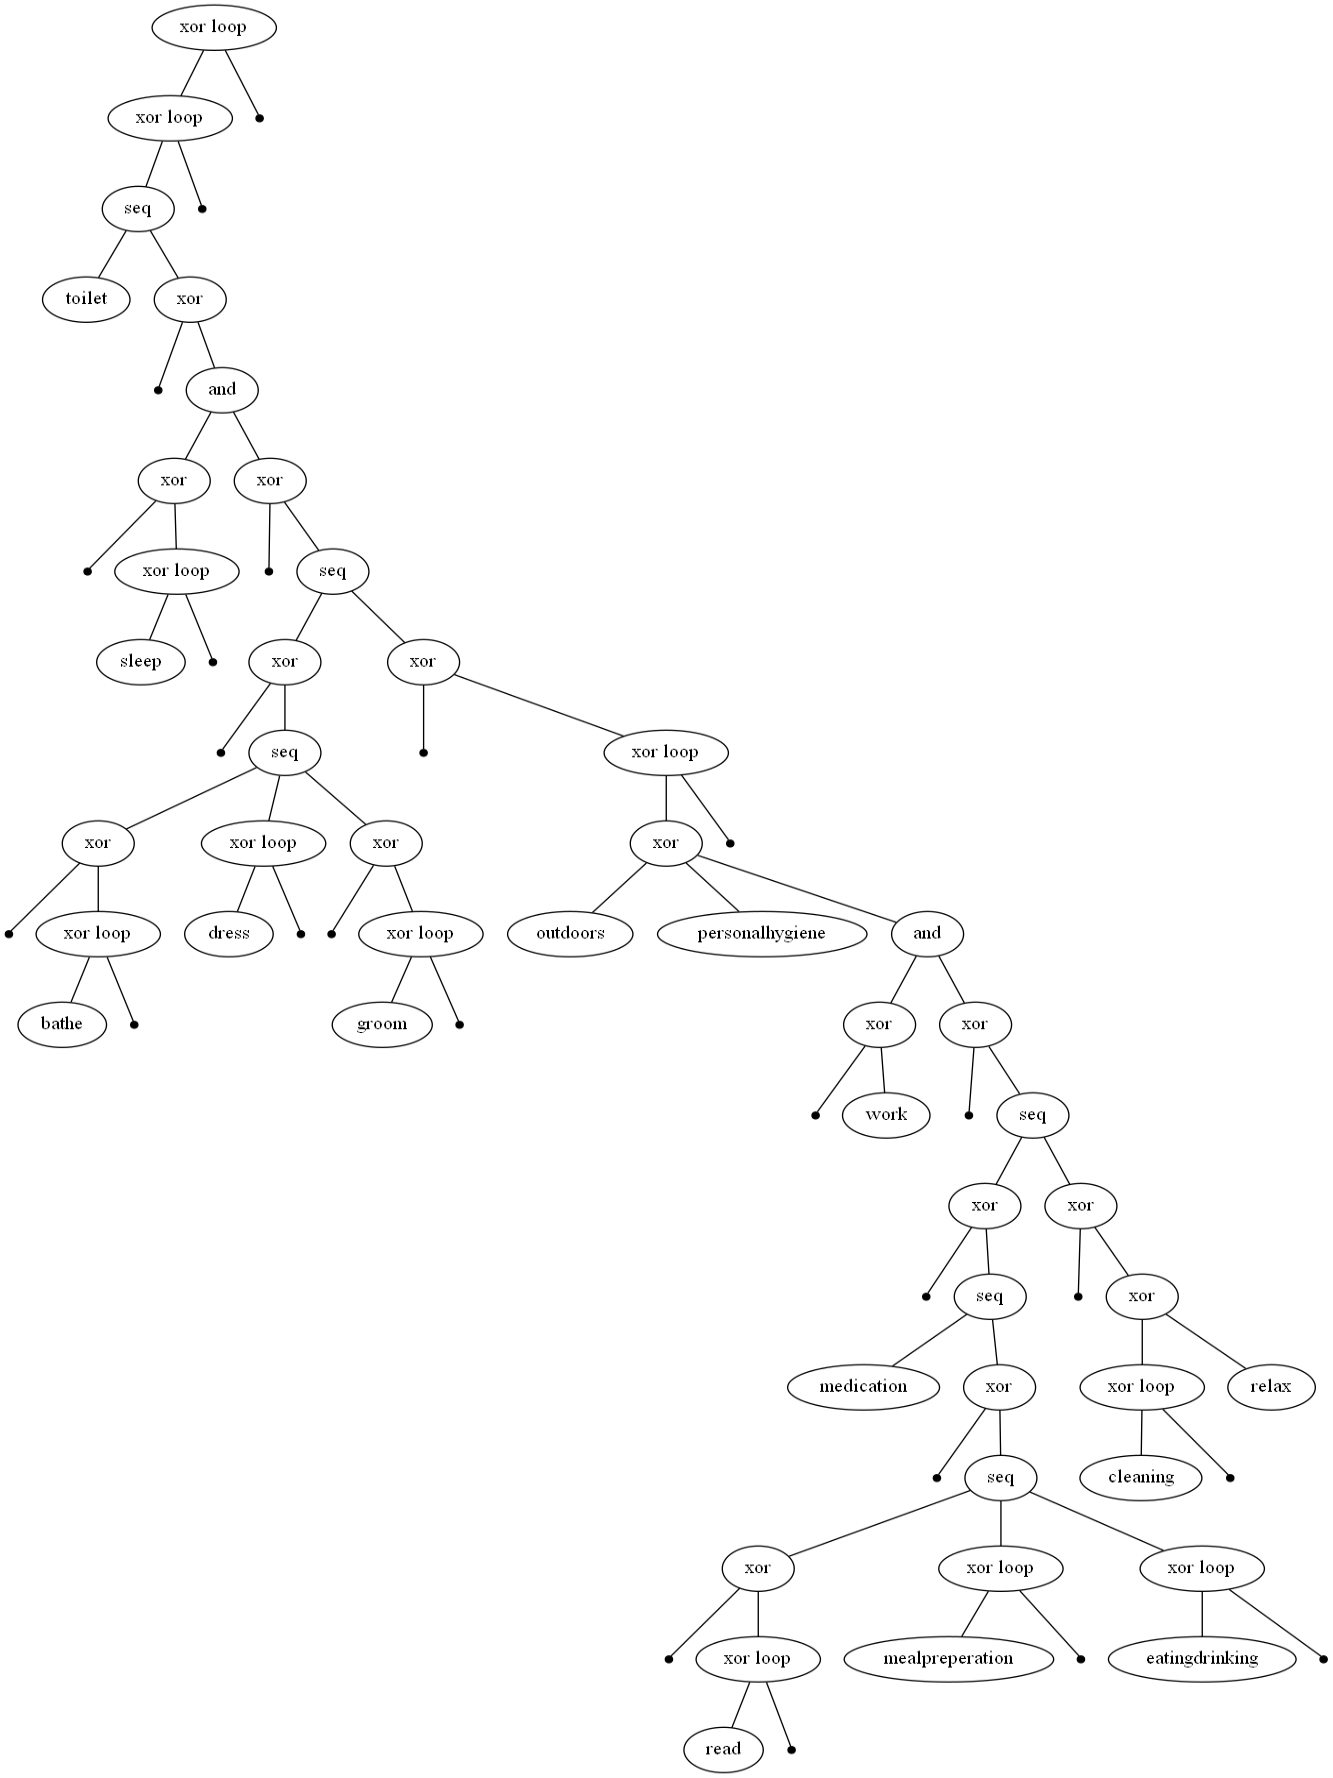 xor loop
xor loop
seq
toilet
xor
and
xor
xor
xor loop
seq
sleep
xor
xor
seq
xor loop
xor
xor loop
xor
xor
xor loop
dress
xor loop
outdoors
personalhygiene
and
bathe
groom
xor
xor
work
seq
xor
xor
seq
xor
medication
xor
xor loop
relax
seq
cleaning
xor
xor loop
xor loop
xor loop
mealpreperation
eatingdrinking
read